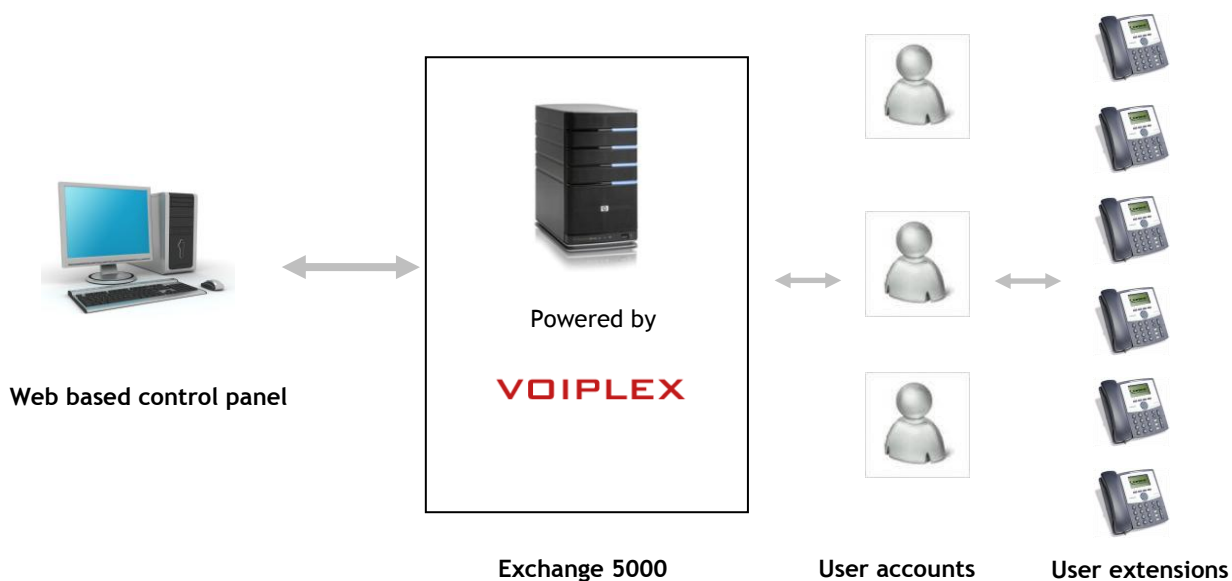 Powered by
VOIPLEX
Web based control panel
Exchange 5000
User accounts
User extensions